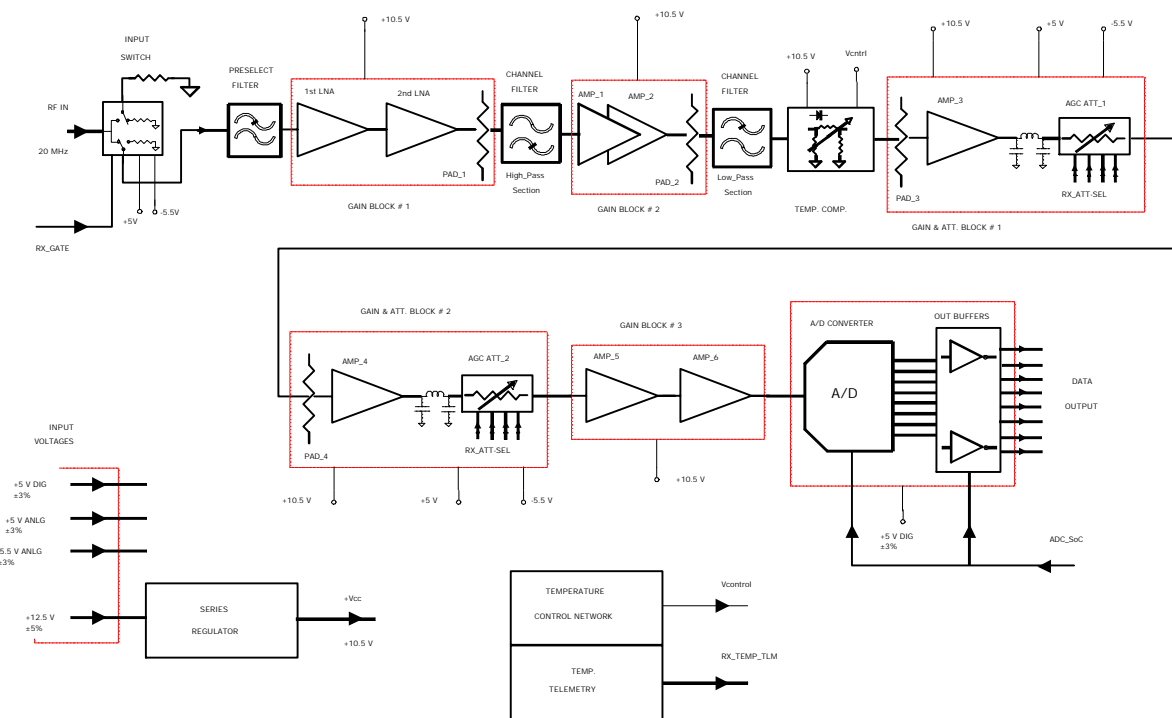 +10.5 V
+10.5 V
+10.5 V
+5 V
-5.5 V
INPUT
SWITCH
PRESELECT
FILTER
1st LNA
2nd LNA
CHANNEL
FILTER
AMP_1
AMP_2
CHANNEL
FILTER
+10.5 V
Vcntrl
AMP_3
AGC ATT_1
RF IN
20 MHz
PAD_1
High_Pass
Section
PAD_2
Low_Pass
Section
PAD_3
RX_ATT-SEL
+5V
-5.5V
GAIN BLOCK # 1
GAIN BLOCK # 2
TEMP. COMP.
GAIN & ATT. BLOCK # 1
RX_GATE
GAIN & ATT. BLOCK # 2
GAIN BLOCK # 3
A/D CONVERTER
OUT BUFFERS
AMP_4
AGC ATT_2
AMP_5
AMP_6
A/D
DATA
OUTPUT
PAD_4
RX_ATT-SEL
+10.5 V
+5 V
-5.5 V
+10.5 V
+5 V DIG
±3%
ADC_SoC
INPUT
VOLTAGES
+5 V DIG
±3%
+5 V ANLG
±3%
5.5 V ANLG
±3%
+12.5 V
±5%
SERIES
REGULATOR
+Vcc
+10.5 V
TEMPERATURE
CONTROL NETWORK
Vcontrol
TEMP.
TELEMETRY
RX_TEMP_TLM